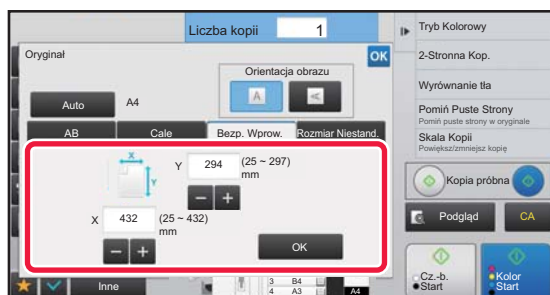 Liczba kopii 1
Oryginał
OK
Orientacja obrazu
A A
Auto A4
AB Cale Bezp. Wprow. Rozmiar Niestand.
X
Y
Y 294 (25 ~ 297)
mm
X 432 (25 ~ 432)
mm
OK
Inne
3 B4
4 A3 A4
Tryb Kolorowy
2-Stronna Kop.
Wyrównanie tła
Pomiń Puste Strony
Pomiń puste strony w oryginale
Skala Kopii
Powiększ/zmniejsz kopię
Kopia próbna
Podgląd CA
Cz.-b.
Start
Kolor
Start